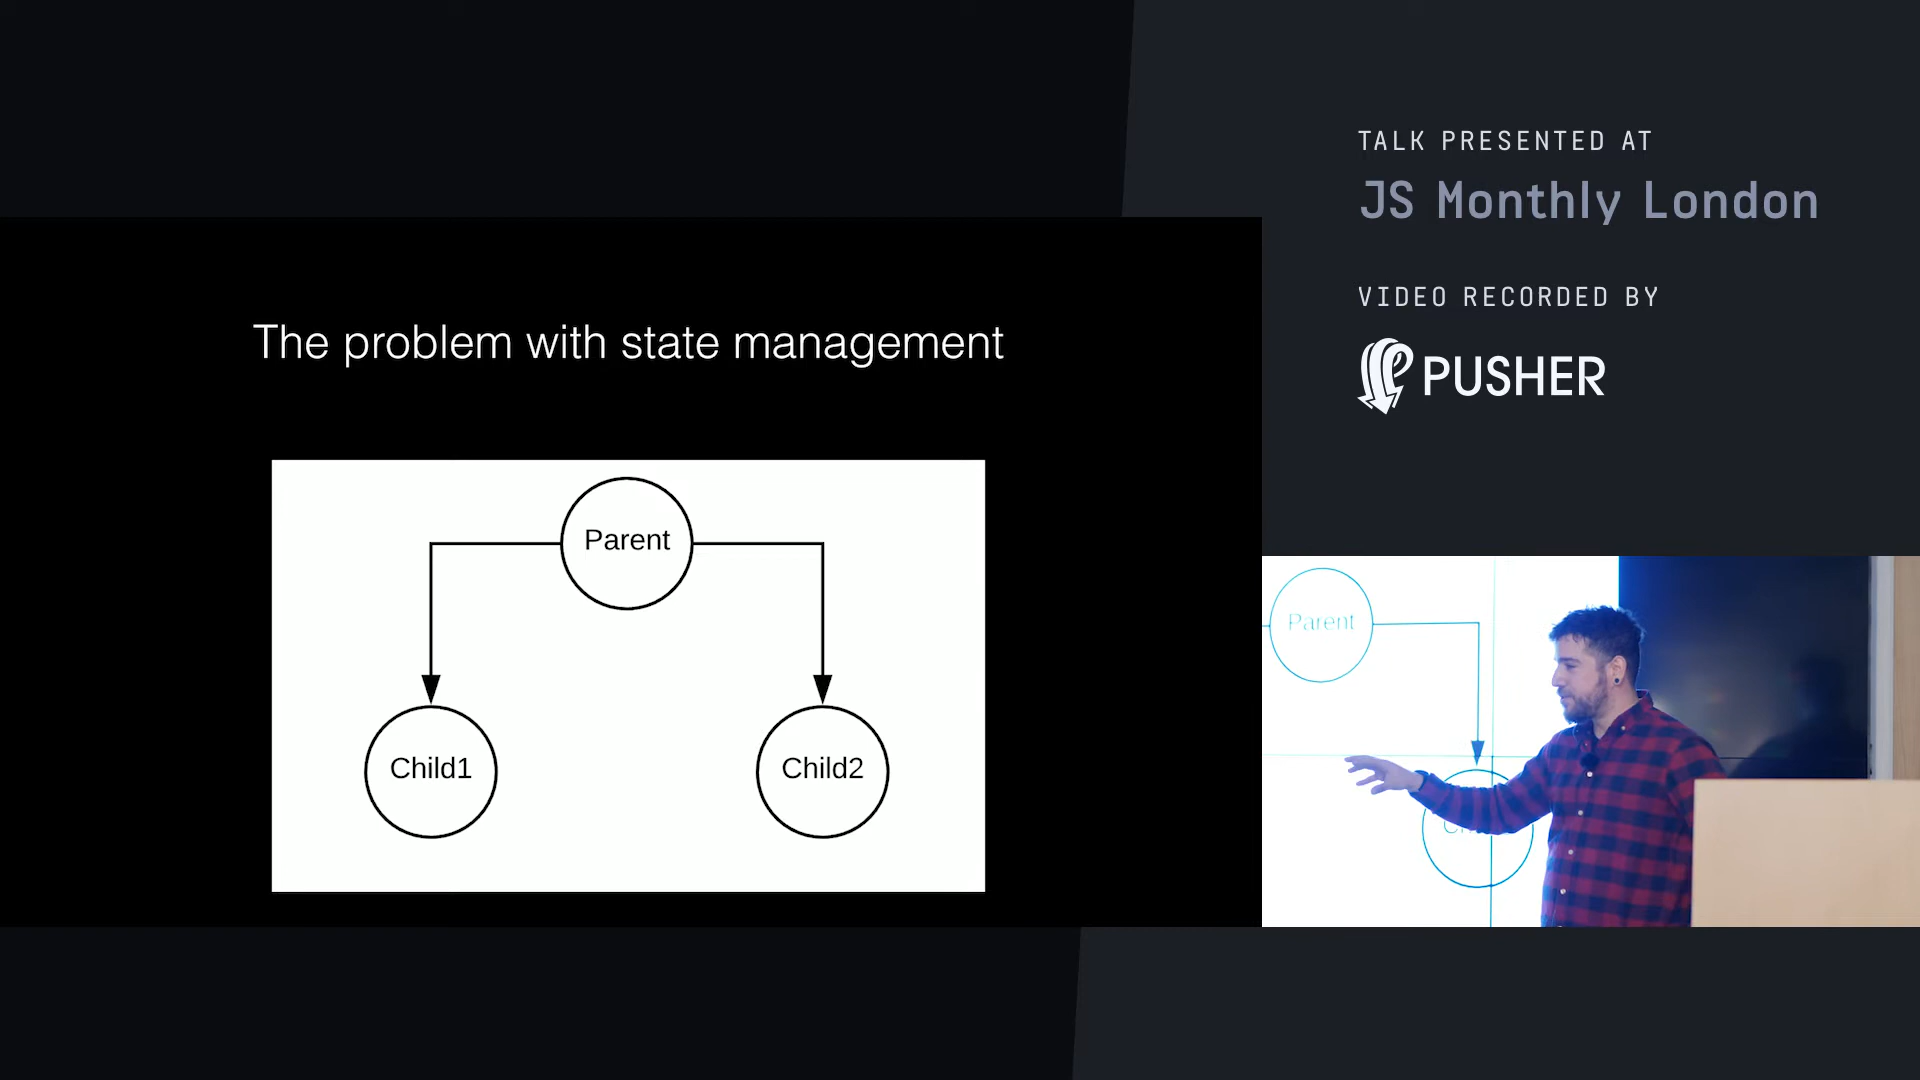 The problem with state management
Parent
Child1
Child2
TALK PRESENTED AT
JS Monthly London
VIDEO RECORDED BY
PUSHER
Parent